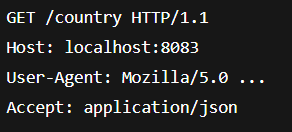 GET /country HTTP/1.1
Host: localhost:8083
User-Agent: Mozilla/5.0 ...
Accept: application/json